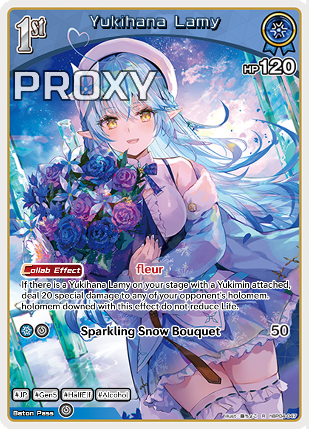 1st
Yukihana Lamy
HP 120
PROXY
Collab Effect
fleur
If there is a Yukihana Lamy on your stage with a Yukimin attached,
deal 20 special damage to any of your opponent's holomem.
holomem downed with this effect do not reduce Life.
Sparkling Snow Bouquet
50
#JP
#Gen5
#HalfElf
#Alcohol
Baton Pass
R